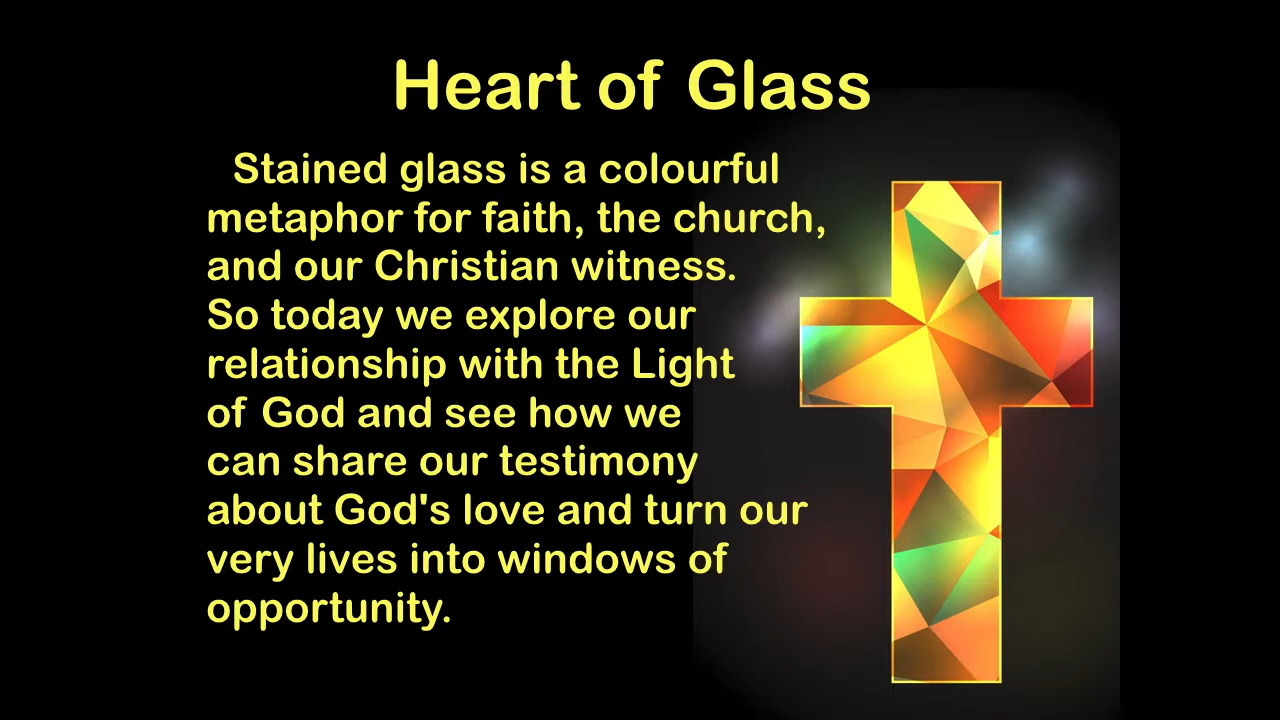 Heart of Glass
Stained glass is a colourful
metaphor for faith, the church,
and our Christian witness.
So today we explore our
relationship with the Light
of God and see how we
can share our testimony
about God's love and turn our
very lives into windows of
opportunity.